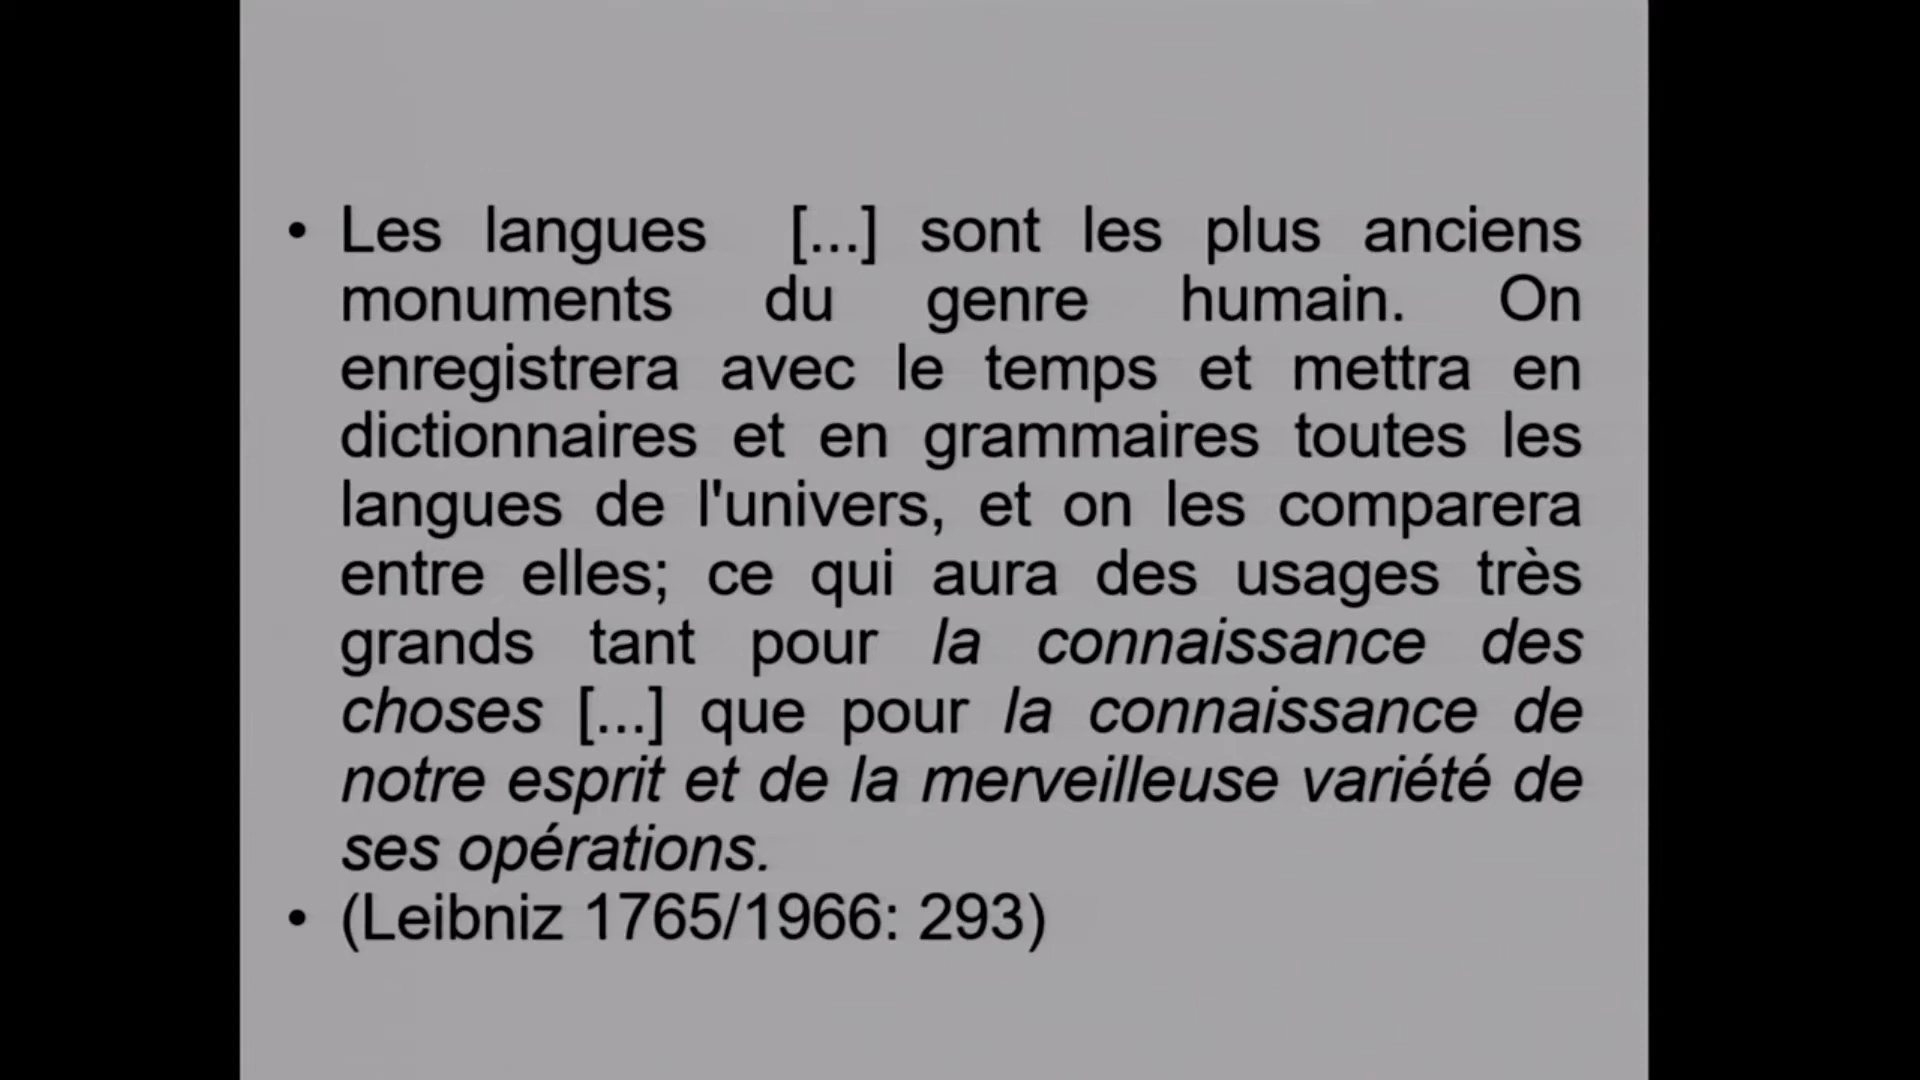 • Les langues [...] sont les plus anciens
monuments du genre humain. On
enregistrera avec le temps et mettra en
dictionnaires et en grammaires toutes les
langues de l'univers, et on les comparera
entre elles; ce qui aura des usages très
grands tant pour la connaissance des
choses [...] que pour la connaissance de
notre esprit et de la merveilleuse variété de
ses opérations.
• (Leibniz 1765/1966: 293)